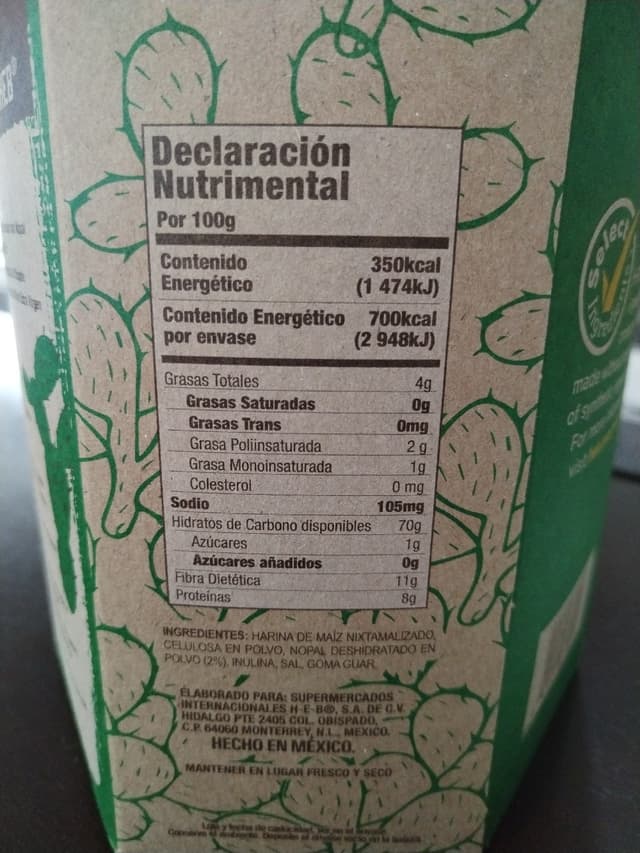 Declaración
Nutrimental
Por 100g
Contenido 350kcal
Energético (1 474kJ)
Contenido Energético 700kcal
por envase (2 948kJ)
Grasas Totales 4g
Grasas Saturadas 0g
Grasas Trans 0mg
Grasa Poliinsaturada 2 g
Grasa Monoinsaturada 1g
Colesterol 0 mg
Sodio 105mg
Hidratos de Carbono disponibles 70g
Azúcares 1g
Azúcares añadidos 0g
Fibra Dietética 11g
Proteínas 8g
INGREDIENTES: HARINA DE MAÍZ NIXTAMALIZADO,
CELULOSA EN POLVO, NOPAL DESHIDRATADO EN
POLVO (2%), INULINA, SAL, GOMA GUAR.
ELABORADO PARA: SUPERMERCADOS
INTERNACIONALES H-E-B®, S.A. DE C.V.
HIDALGO PTE 2405 COL. OBISPADO,
C.P. 64060 MONTERREY, N.L., MÉXICO.
HECHO EN MÉXICO.
MANTENER EN LUGAR FRESCO Y SECO
Select
made
of
For